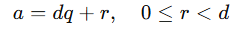 a = dq + r, 0 ≤ r < d